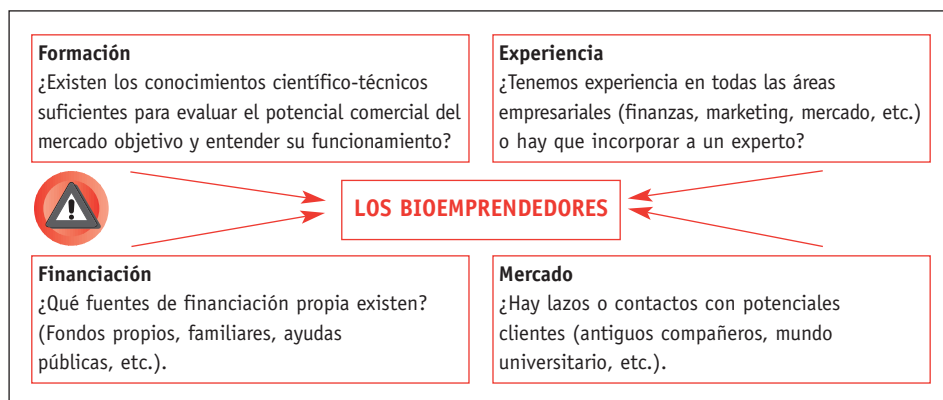 Formación
¿Existen los conocimientos científico-técnicos
suficientes para evaluar el potencial comercial del
mercado objetivo y entender su funcionamiento?
Experiencia
¿Tenemos experiencia en todas las áreas
empresariales (finanzas, marketing, mercado, etc.)
o hay que incorporar a un experto?
LOS BIOEMPRENDEDORES
Financiación
¿Qué fuentes de financiación propia existen?
(Fondos propios, familiares, ayudas
públicas, etc.).
Mercado
¿Hay lazos o contactos con potenciales
clientes (antiguos compañeros, mundo
universitario, etc.).